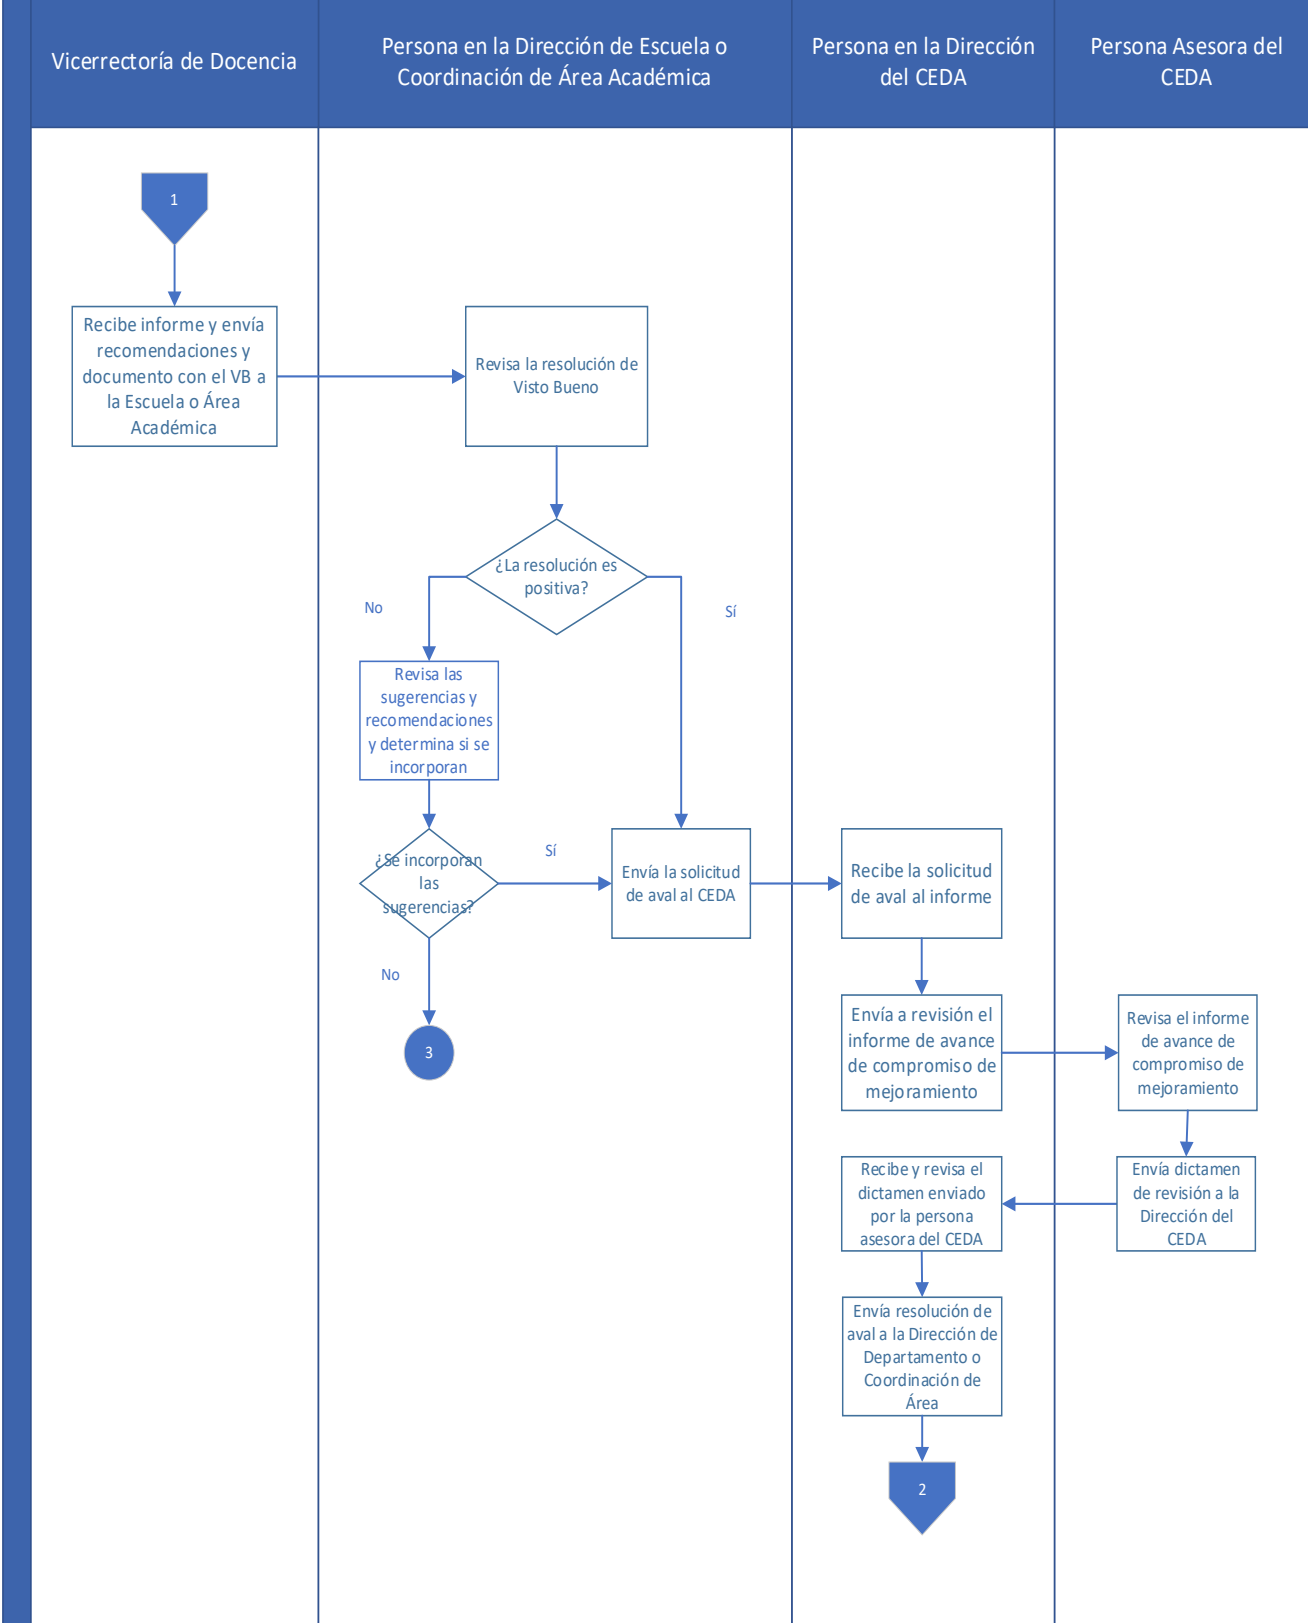 Vicerrectoría de Docencia
Persona en la Dirección de Escuela o
Coordinación de Área Académica
Persona en la Dirección
del CEDA
Persona Asesora del
CEDA
1
Recibe informe y envía
recomendaciones y
documento con el VB a
la Escuela o Área
Académica
Revisa la resolución de
Visto Bueno
¿La resolución es
positiva?
No
Sí
Revisa las
sugerencias y
recomendaciones
y determina si se
incorporan
¿Se incorporan
las
sugerencias?
Sí
No
3
Envía la solicitud
de aval al CEDA
Recibe la solicitud
de aval al informe
Envía a revisión el
informe de avance
de compromiso de
mejoramiento
Revisa el informe
de avance de
compromiso de
mejoramiento
Envía dictamen
de revisión a la
Dirección del
CEDA
Recibe y revisa el
dictamen enviado
por la persona
asesora del CEDA
Envía resolución de
aval a la Dirección de
Departamento o
Coordinación de
Área
2